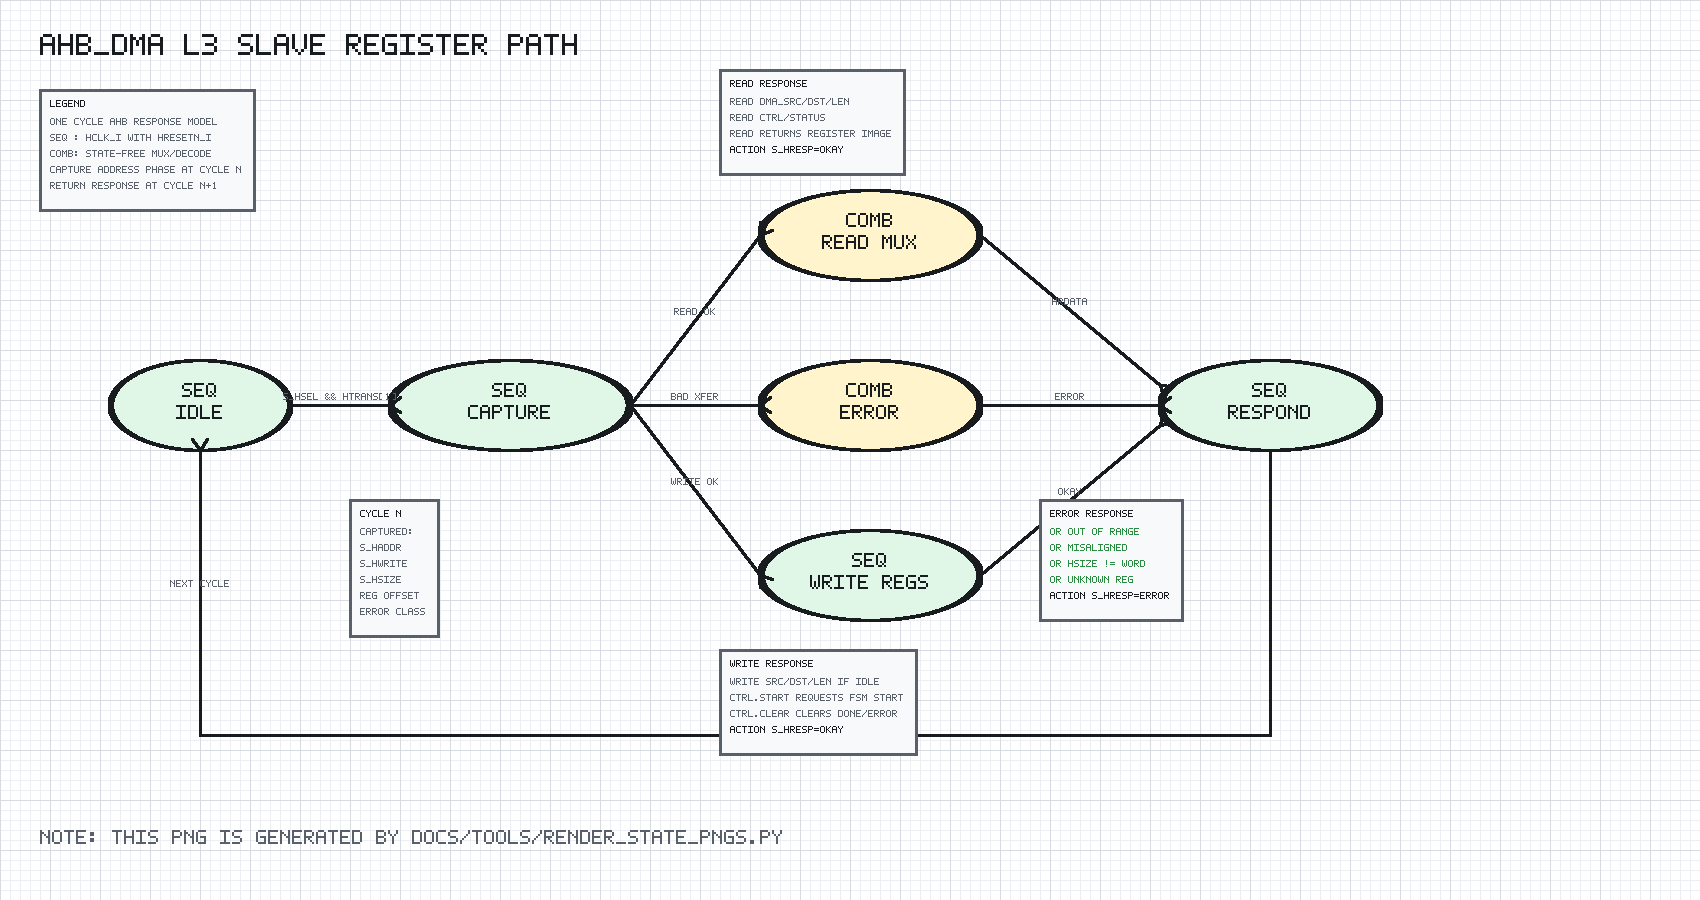 AHB_DMA L3 SLAVE REGISTER PATH
LEGEND
ONE CYCLE AHB RESPONSE MODEL
SEQ : HCLK_I WITH HRESETN_I
COMB: STATE-FREE MUX/DECODE
CAPTURE ADDRESS PHASE AT CYCLE N
RETURN RESPONSE AT CYCLE N+1
READ RESPONSE
READ DMA_SRC/DST/LEN
READ CTRL/STATUS
READ RETURNS REGISTER IMAGE
ACTION S_HRESP=OKAY
COMB
READ MUX
READ OK
SEQ
IDLE
&& 
SEQ
CAPTURE
BAD XFER
COMB
ERROR
ERROR
SEQ
RESPOND
WRITE OK
OKAY
CYCLE N
CAPTURED:
S_HADDR
S_HWRITE
S_HSIZE
REG OFFSET
ERROR CLASS
SEQ
WRITE REGS
ERROR RESPONSE
OR OUT OF RANGE
OR MISALIGNED
OR HSIZE != WORD
OR UNKNOWN REG
ACTION S_HRESP=ERROR
NEXT CYCLE
WRITE RESPONSE
WRITE SRC/DST/LEN IF IDLE
CTRL.START REQUESTS FSM START
CTRL.CLEAR CLEARS DONE/ERROR
ACTION S_HRESP=OKAY
NOTE: THIS PNG IS GENERATED BY DOCS/TOOLS/RENDER_STATE_PNGS.PY